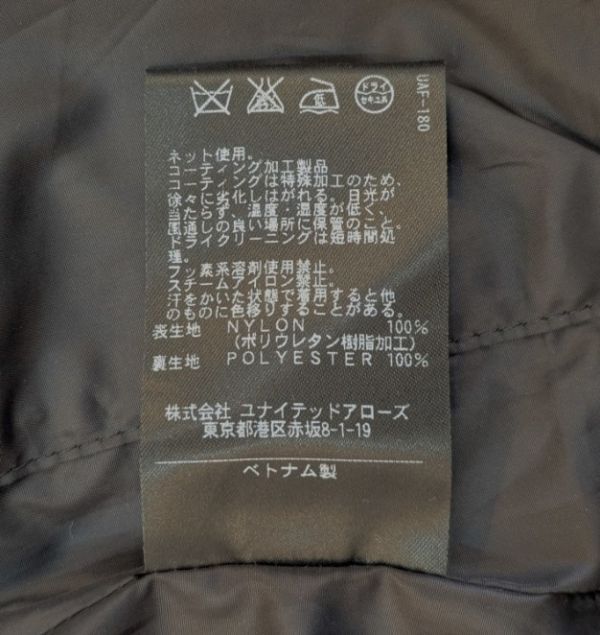 低
ドライ
セキユ系
UAF-180
ネット使用。
コーティング加工製品
コーティングは特殊加工のため、
徐々に劣化しはがれる。日光が
当たらず、温度・湿度が低く、
風通しの良い場所に保管のこと。
ドライクリーニングは短時間処
理。
フッ素系溶剤使用禁止。
スチームアイロン禁止。
汗をかいた状態で着用すると他
のものに色移りすることがある。
表生地 NYLON 100%
(ポリウレタン樹脂加工)
裏生地 POLYESTER 100%
株式会社 ユナイテッドアローズ
東京都港区赤坂8-1-19
ベトナム製